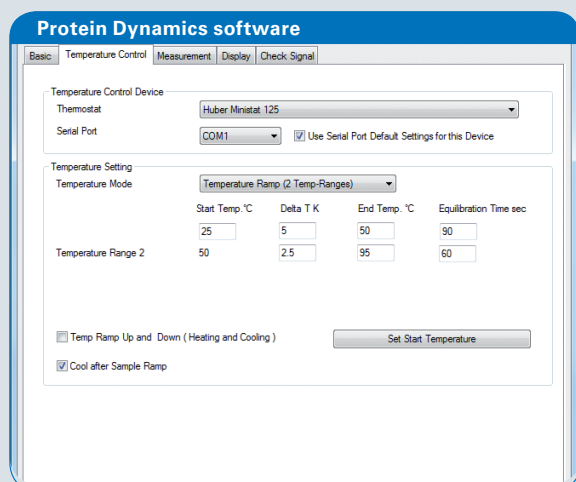 Protein Dynamics software
Basic Temperature Control Measurement Display Check Signal
Temperature Control Device
Thermostat Huber Ministat 125
Serial Port COM1 Use Serial Port Default Settings for this Device
Temperature Setting
Temperature Mode Temperature Ramp (2 Temp-Ranges)
Start Temp.°C Delta T K End Temp. °C Equilibration Time sec
25 5 50 90
Temperature Range 2 50 2.5 95 60
Temp Ramp Up and Down ( Heating and Cooling ) Set Start Temperature
Cool after Sample Ramp